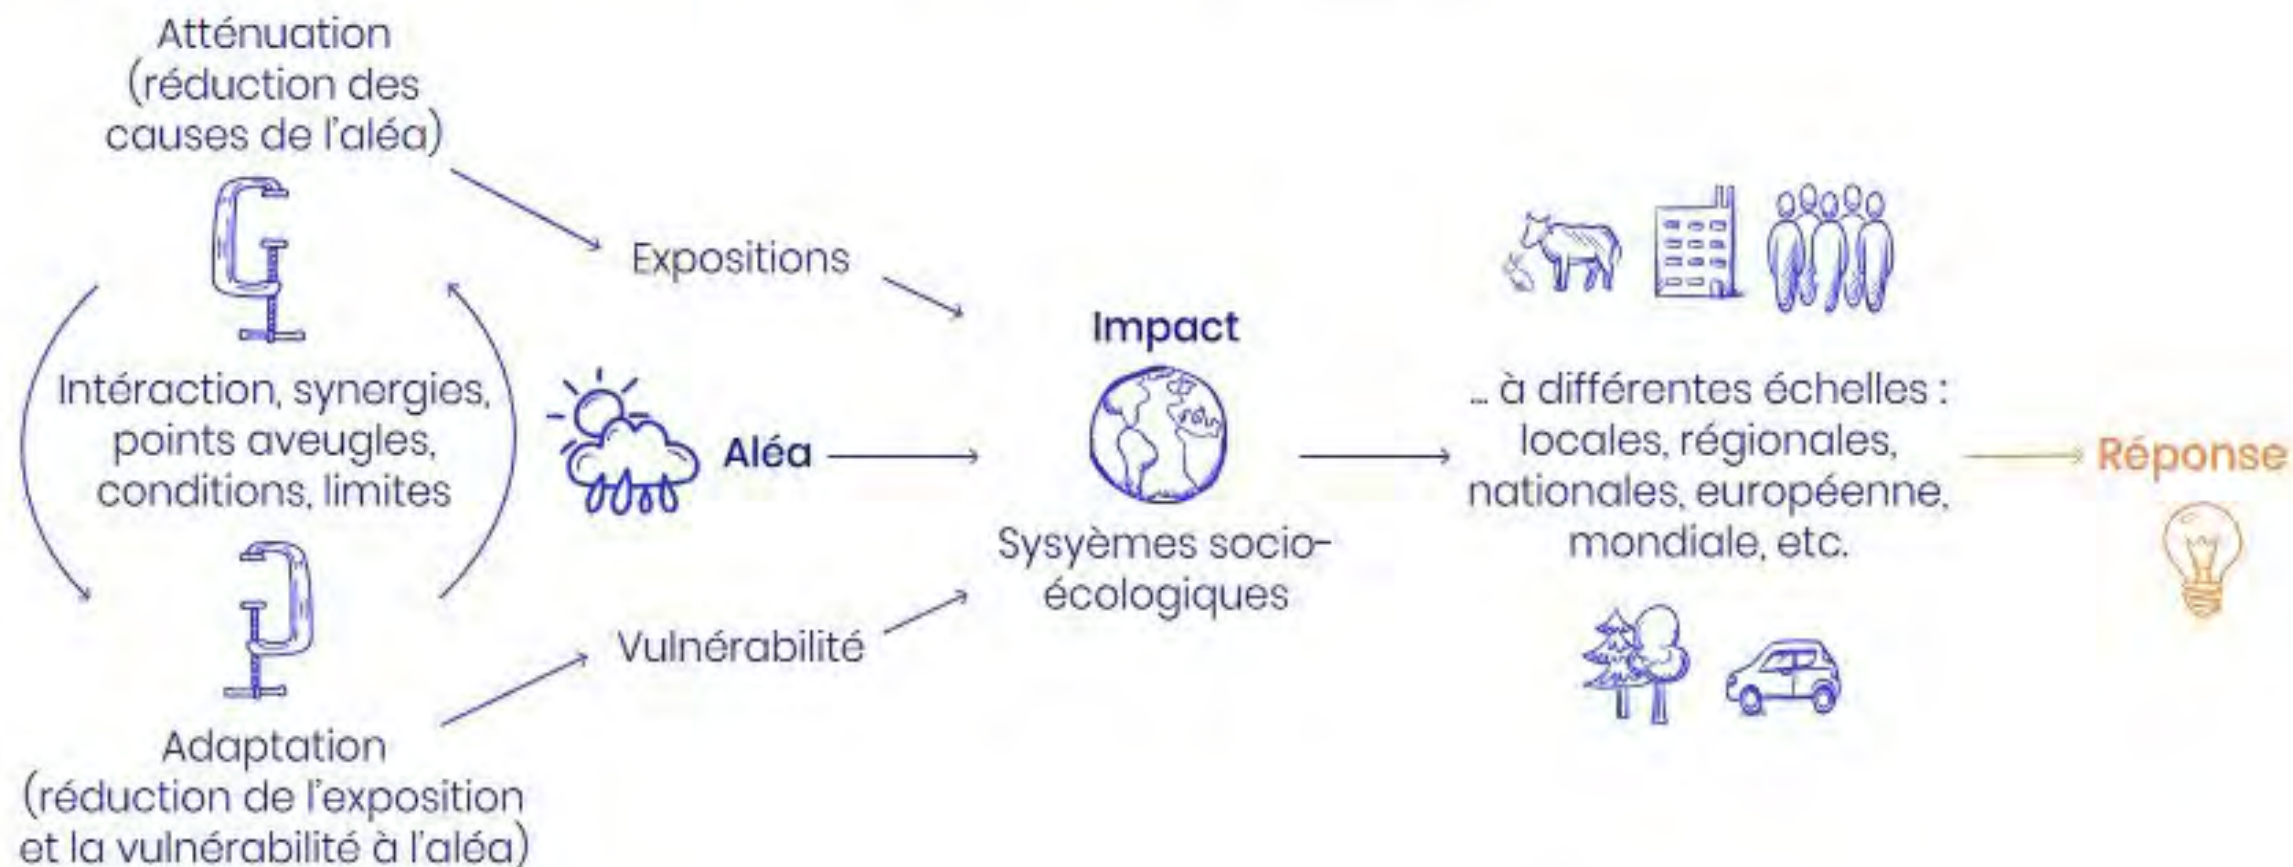 Atténuation
(réduction des
causes de l'aléa)
Expositions
Intéraction, synergies,
points aveugles,
conditions, limites
Aléa
Impact
Sysyèmes socio-
écologiques
... à différentes échelles :
locales, régionales,
nationales, européenne,
mondiale, etc.
Réponse
Vulnérabilité
Adaptation
(réduction de l'exposition
et la vulnérabilité à l'aléa)